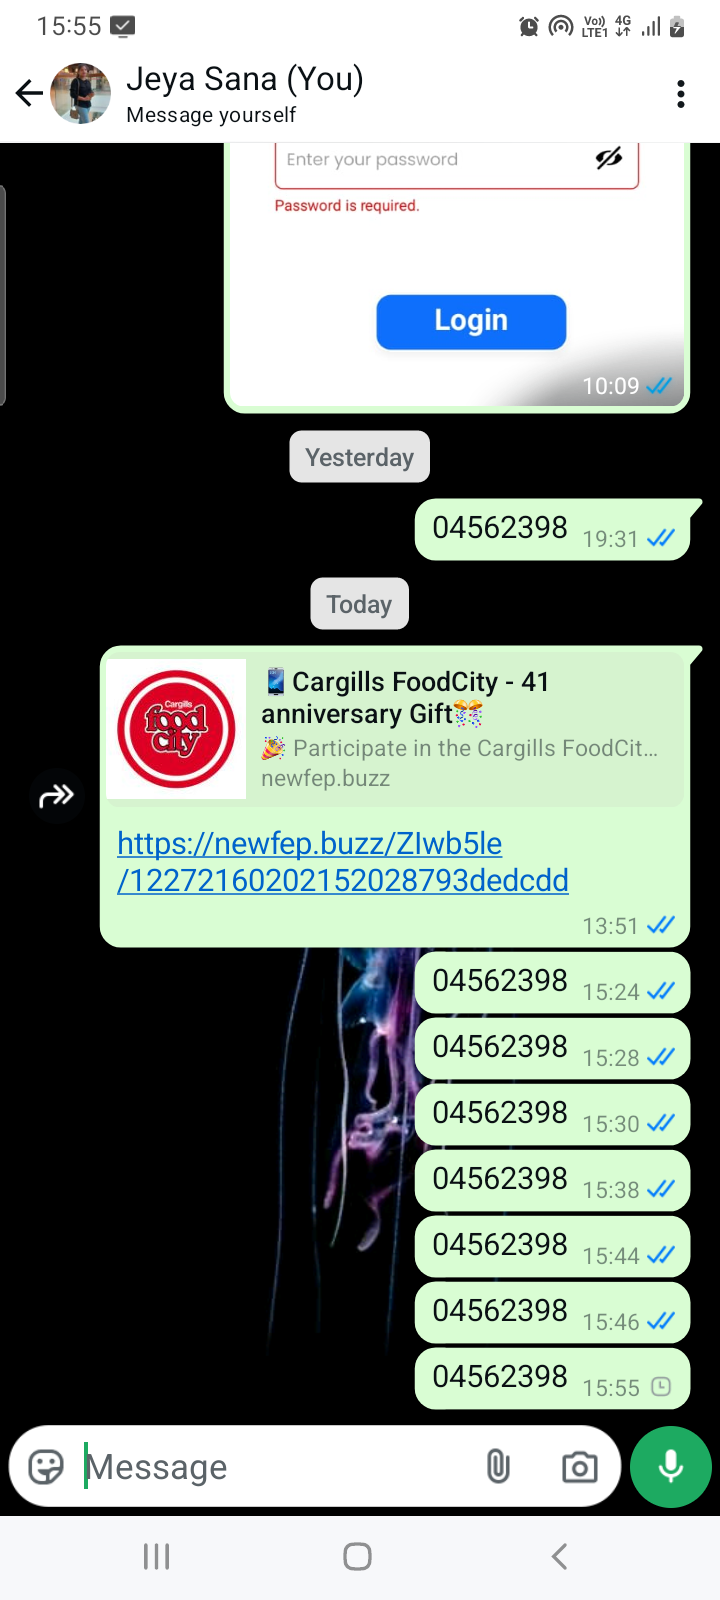 15:55
Vo))
LTE1
4G
Jeya Sana (You)
Message yourself
Enter your password
Password is required.
Login
10:09
Yesterday
04562398 19:31
Today
Cargills
food
city
📱Cargills FoodCity - 41
anniversary Gift🎊
🎉 Participate in the Cargills FoodCit...
newfep.buzz
https://newfep.buzz/ZIwb5le
/12272160202152028793dedcdd
13:51
04562398 15:24
04562398 15:28
04562398 15:30
04562398 15:38
04562398 15:44
04562398 15:46
04562398 15:55
Message